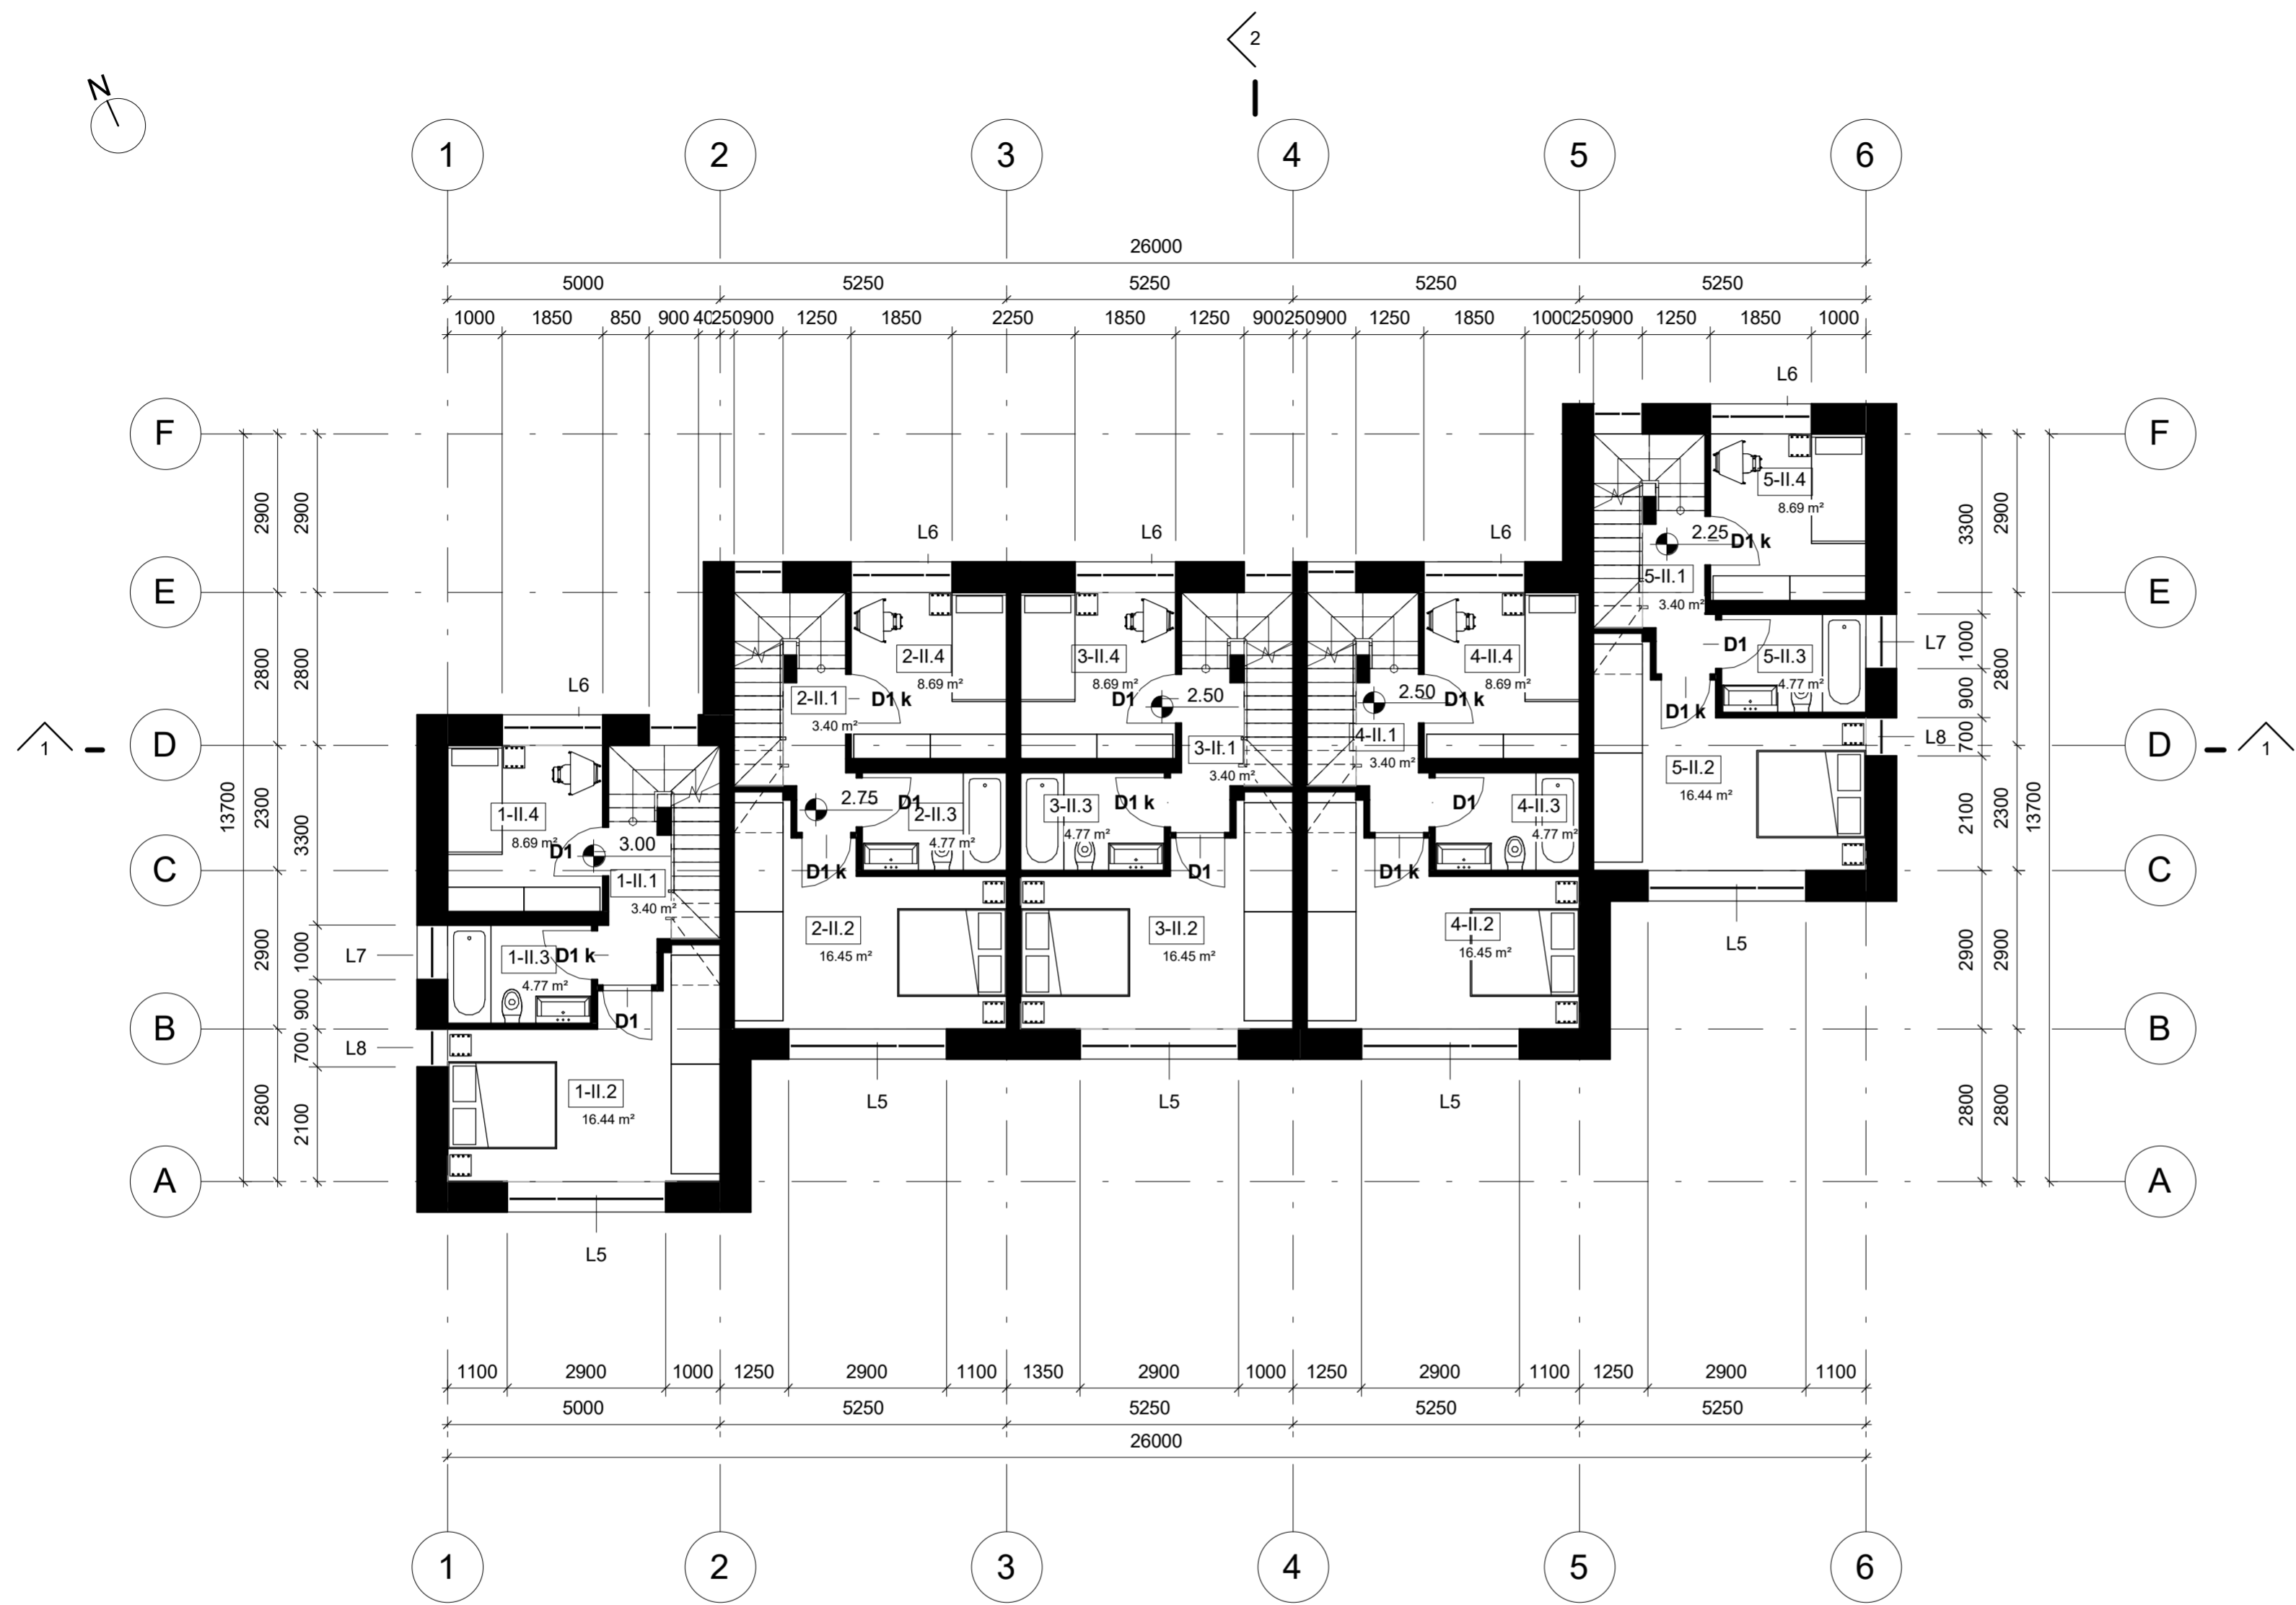 2
N
1 2 3 4 5 6
26000
5000 5250 5250 5250 5250
1000 1850 850 900 40 250 900 1250 1850 2250 1850 1250 900 250 900 1250 1850 1000 250 900 1250 1850 1000
L6
F F
5-II.4
8.69 m²
2900 2900 3300 2900
L6 L6 L6
2.25 D1 k
5-II.1
3.40 m²
E E
D1
5-II.3
4.77 m²
L7
1000
2-II.4 3-II.4 4-II.4
8.69 m² 8.69 m² 8.69 m²
2800 2800 2800
L6
2-II.1 D1 k D1 2.50 2.50 D1 k
3.40 m²
900
D1 k
1 D D 1
3-II.1 4-II.1
3.40 m² 3.40 m²
700 L8
5-II.2
16.44 m²
13700 2300 3300 2100 2300 13700
1-II.4
8.69 m²
2.75 D1 2-II.3 3-II.3 D1 k D1 4-II.3
4.77 m² 4.77 m² 4.77 m²
D1 3.00
C C
D1 k D1 D1 k
1-II.1
3.40 m²
2-II.2 3-II.2 4-II.2
16.45 m² 16.45 m² 16.45 m²
L5
2900 1000 2900 2900
L7 1-II.3 D1 k
4.77 m²
900
D1
B B
700 L8
1-II.2
16.44 m²
L5 L5 L5
2800 2100 2800 2800
A A
L5
1100 2900 1000 1250 2900 1100 1350 2900 1000 1250 2900 1100 1250 2900 1100
5000 5250 5250 5250 5250
26000
1 2 3 4 5 6